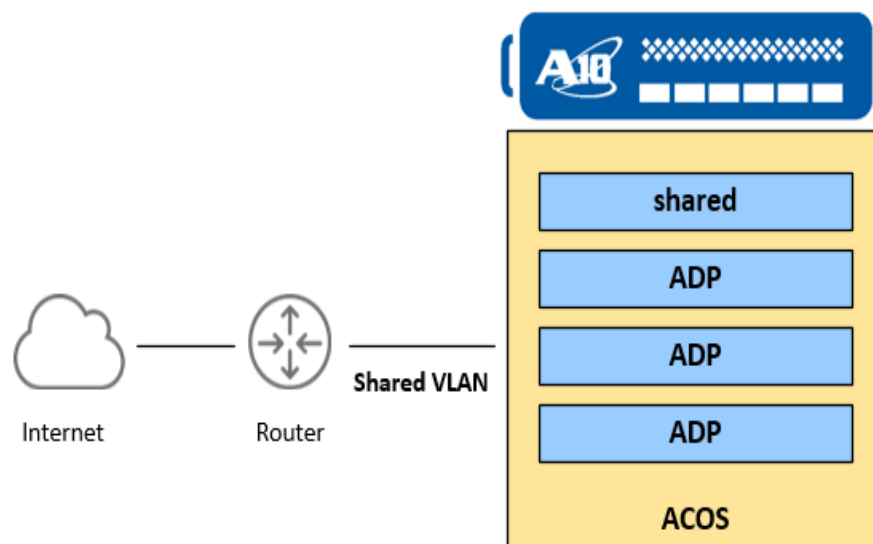 A10
shared
ADP
ADP
Shared VLAN
ADP
Internet
Router
ACOS